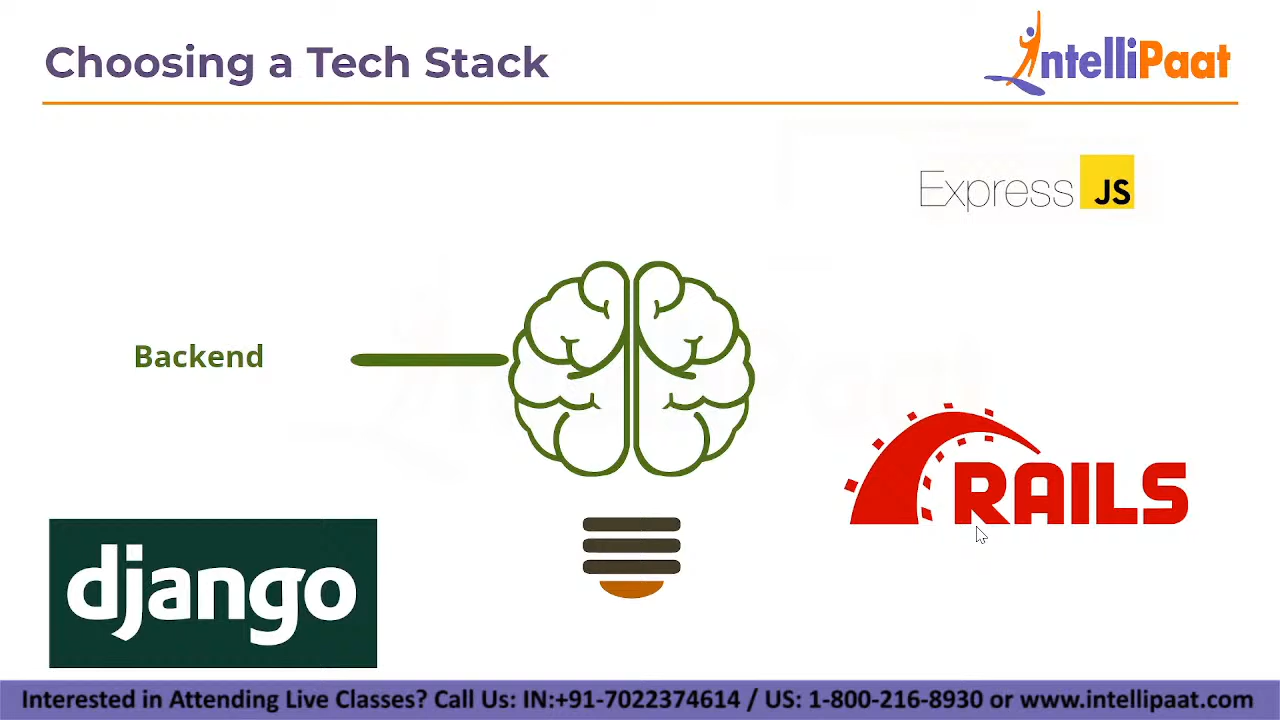 Choosing a Tech Stack
IntelliPaat
Express JS
Backend
RAILS
django
Interested in Attending Live Classes? Call Us: IN:+91-7022374614 / US: 1-800-216-8930 or www.intellipaat.com